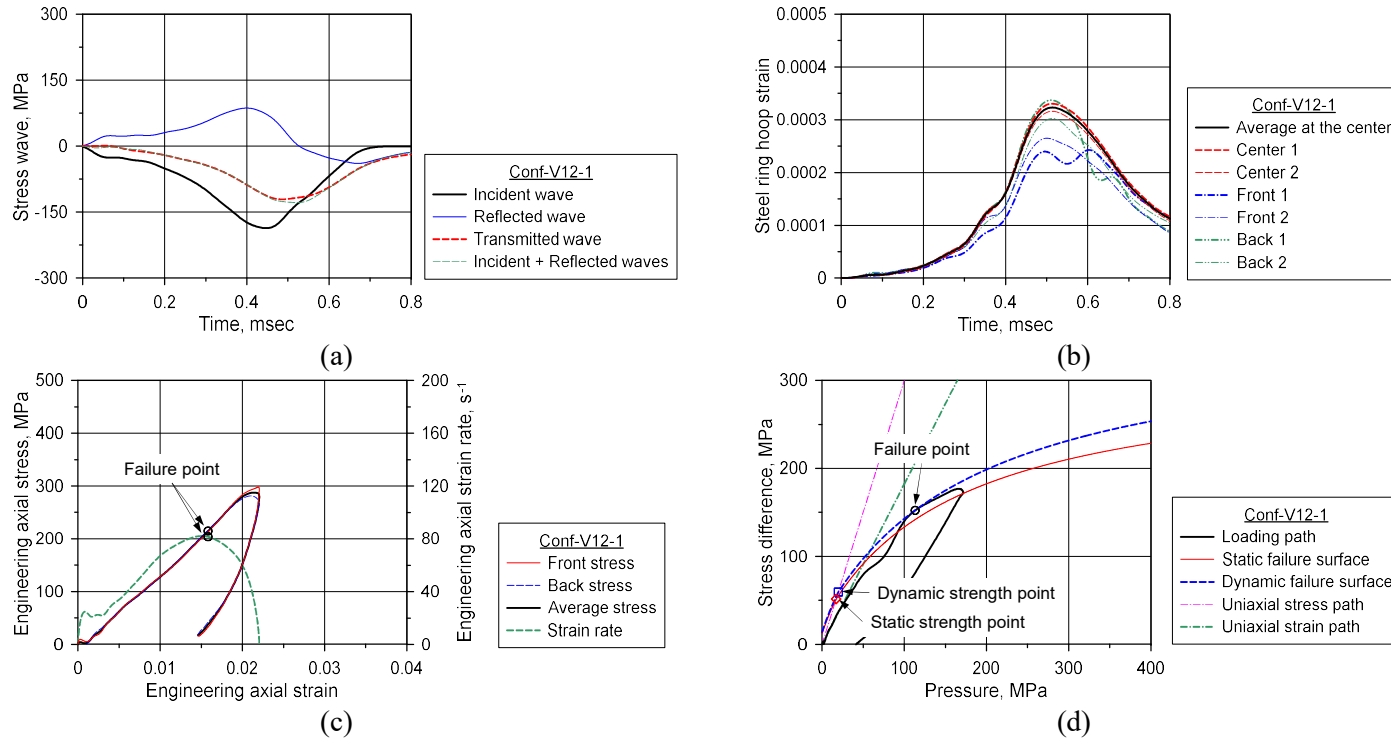 300
150
0
-150
-300
Stress wave, MPa
0
0.2
0.4
0.6
0.8
Time, msec
Conf-V12-1
Incident wave
Reflected wave
Transmitted wave
Incident + Reflected waves
(a)
0.0005
0.0004
0.0003
0.0002
0.0001
0
Steel ring hoop strain
0
0.2
0.4
0.6
0.8
Time, msec
Conf-V12-1
Average at the center
Center 1
Center 2
Front 1
Front 2
Back 1
Back 2
(b)
500
400
300
200
100
0
Engineering axial stress, MPa
200
160
120
80
40
0
Engineering axial strain rate, s⁻¹
Failure point
0
0.01
0.02
0.03
0.04
Engineering axial strain
Conf-V12-1
Front stress
Back stress
Average stress
Strain rate
(c)
300
200
100
0
Stress difference, MPa
Failure point
Dynamic strength point
Static strength point
0
100
200
300
400
Pressure, MPa
Conf-V12-1
Loading path
Static failure surface
Dynamic failure surface
Uniaxial stress path
Uniaxial strain path
(d)